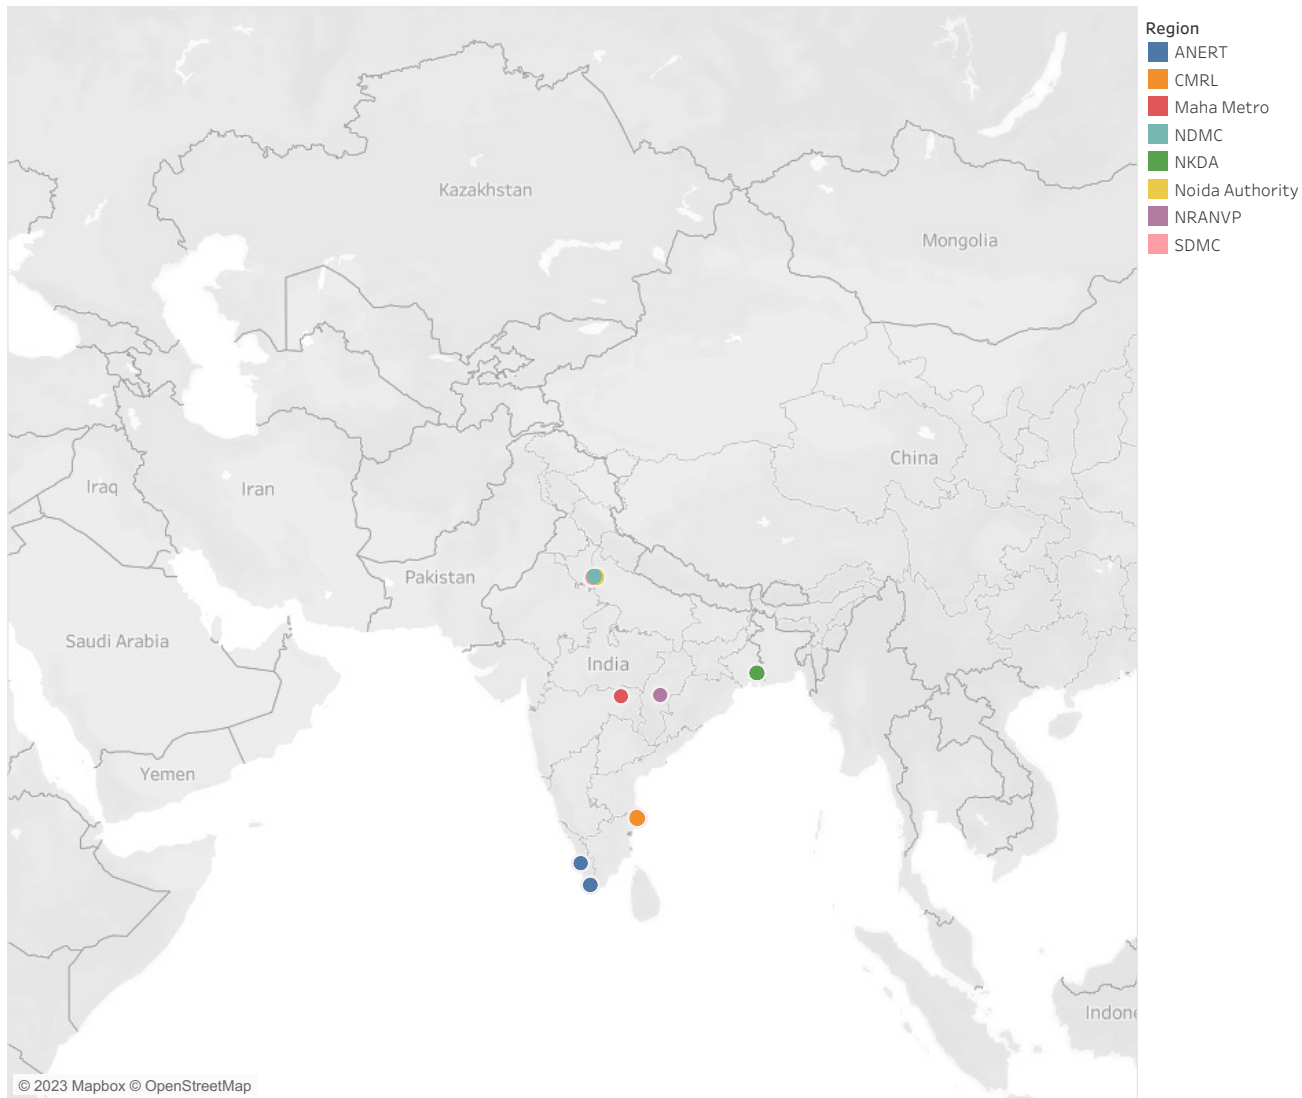 Region
ANERT
CMRL
Maha Metro
NDMC
NKDA
Noida Authority
NRANVP
SDMC
Kazakhstan
Mongolia
China
Iraq
Iran
Pakistan
Saudi Arabia
India
Yemen
Indone
© 2023 Mapbox © OpenStreetMap